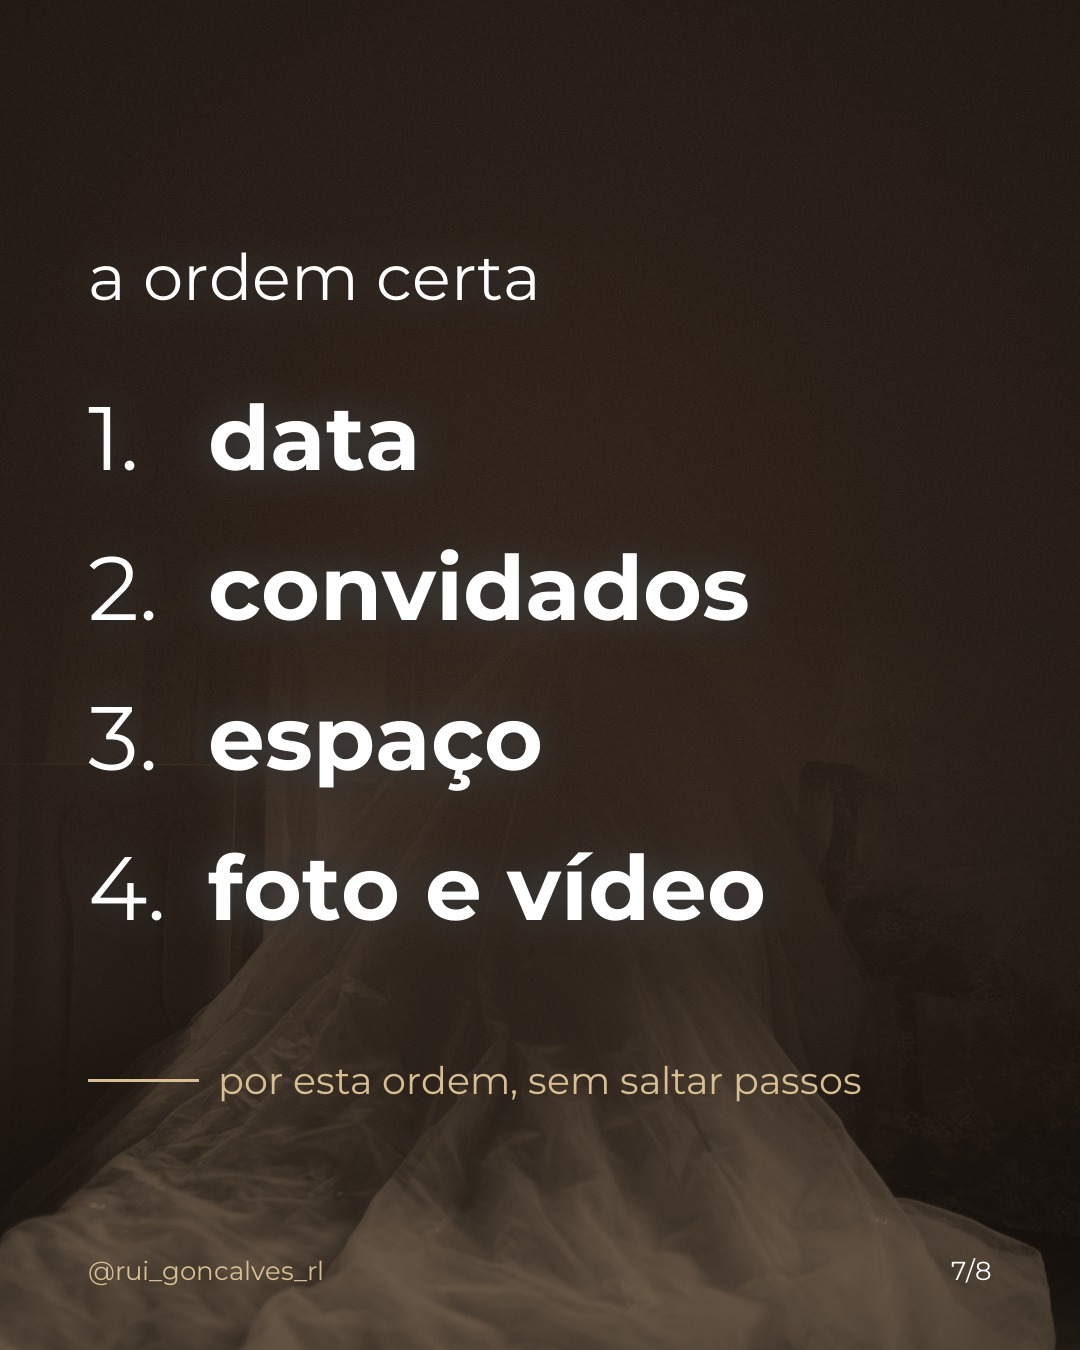 a ordem certa
1. data
2. convidados
3. espaço
4. foto e vídeo
por esta ordem, sem saltar passos
@rui_goncalves_rl
7/8